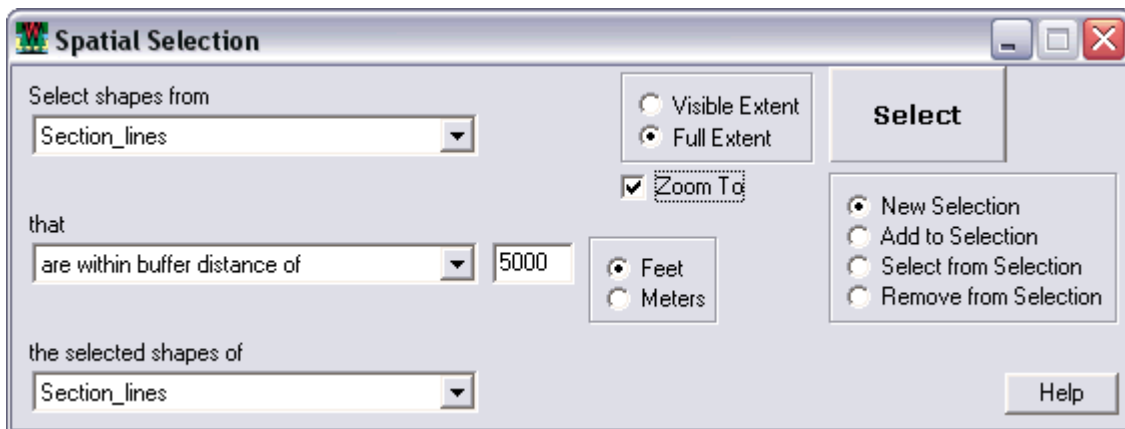 Spatial Selection
Select shapes from
Section_lines
Visible Extent
Full Extent
Select
Zoom To
that
are within buffer distance of
5000
Feet
Meters
New Selection
Add to Selection
Select from Selection
Remove from Selection
the selected shapes of
Section_lines
Help